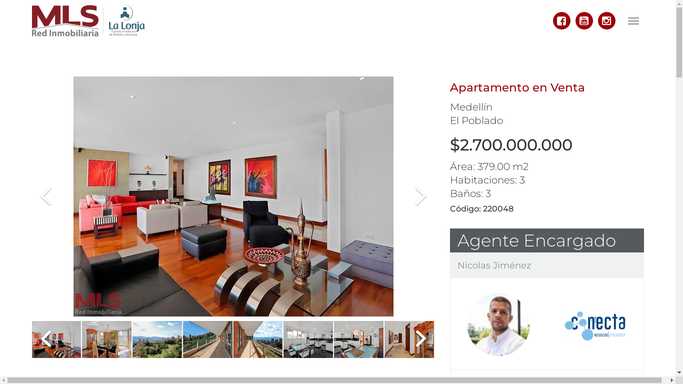 MLS
Red Inmobiliaria
La Lonja
Apartamento en Venta
Medellín
El Poblado
$2.700.000.000
Área: 379.00 m2
Habitaciones: 3
Baños: 3
Código: 220048
Agente Encargado
Nicolas Jiménez
MLS
Red Inmobiliaria
conecta